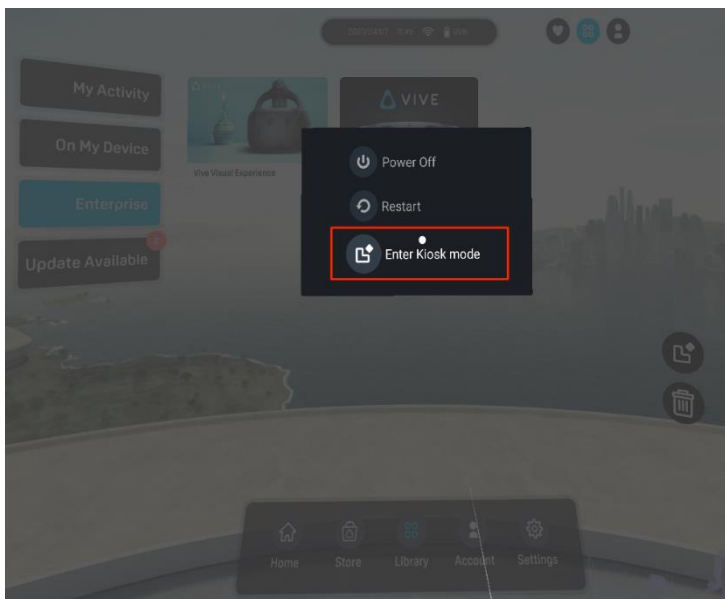 My Activity
On My Device
Enterprise
Update Available
Vive Visual Experience
VIVE
Power Off
Restart
Enter Kiosk mode
Home
Store
Library
Account
Settings